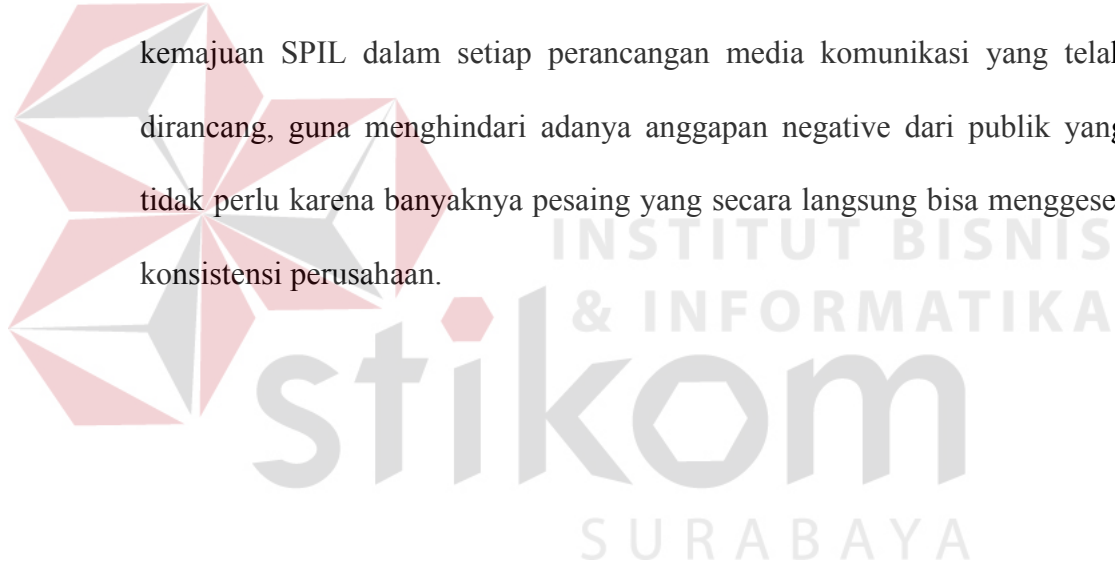 kemajuan SPIL dalam setiap perancangan media komunikasi yang
dirancang, guna menghindari adanya anggapan negative dari publik
tidak perlu karena banyaknya pesaing yang secara langsung bisa
konsistensi perusahaan.
INSTITUT BISNIS
& INFORMATIKA
stikom
SURABAYA